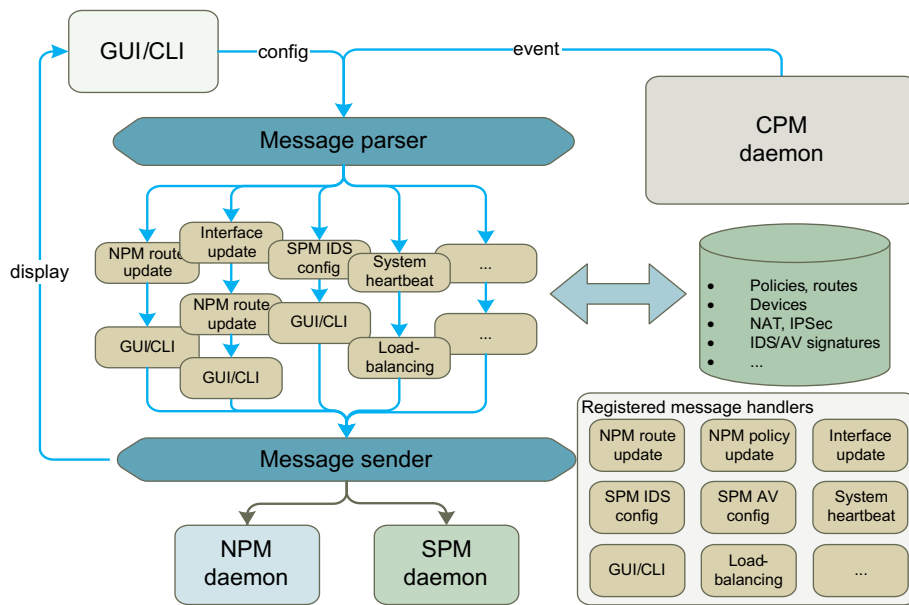 GUI/CLI
config
event
CPM
daemon
Message parser
display
NPM route
update
GUI/CLI
Interface
update
NPM route
update
GUI/CLI
SPM IDS
config
GUI/CLI
System
heartbeat
Load-
balancing
...
...
• Policies, routes
• Devices
• NAT, IPSec
• IDS/AV signatures
• ...
Message sender
NPM
daemon
SPM
daemon
Registered message handlers
NPM route
update
NPM policy
update
Interface
update
SPM IDS
config
SPM AV
config
System
heartbeat
GUI/CLI
Load-
balancing
...